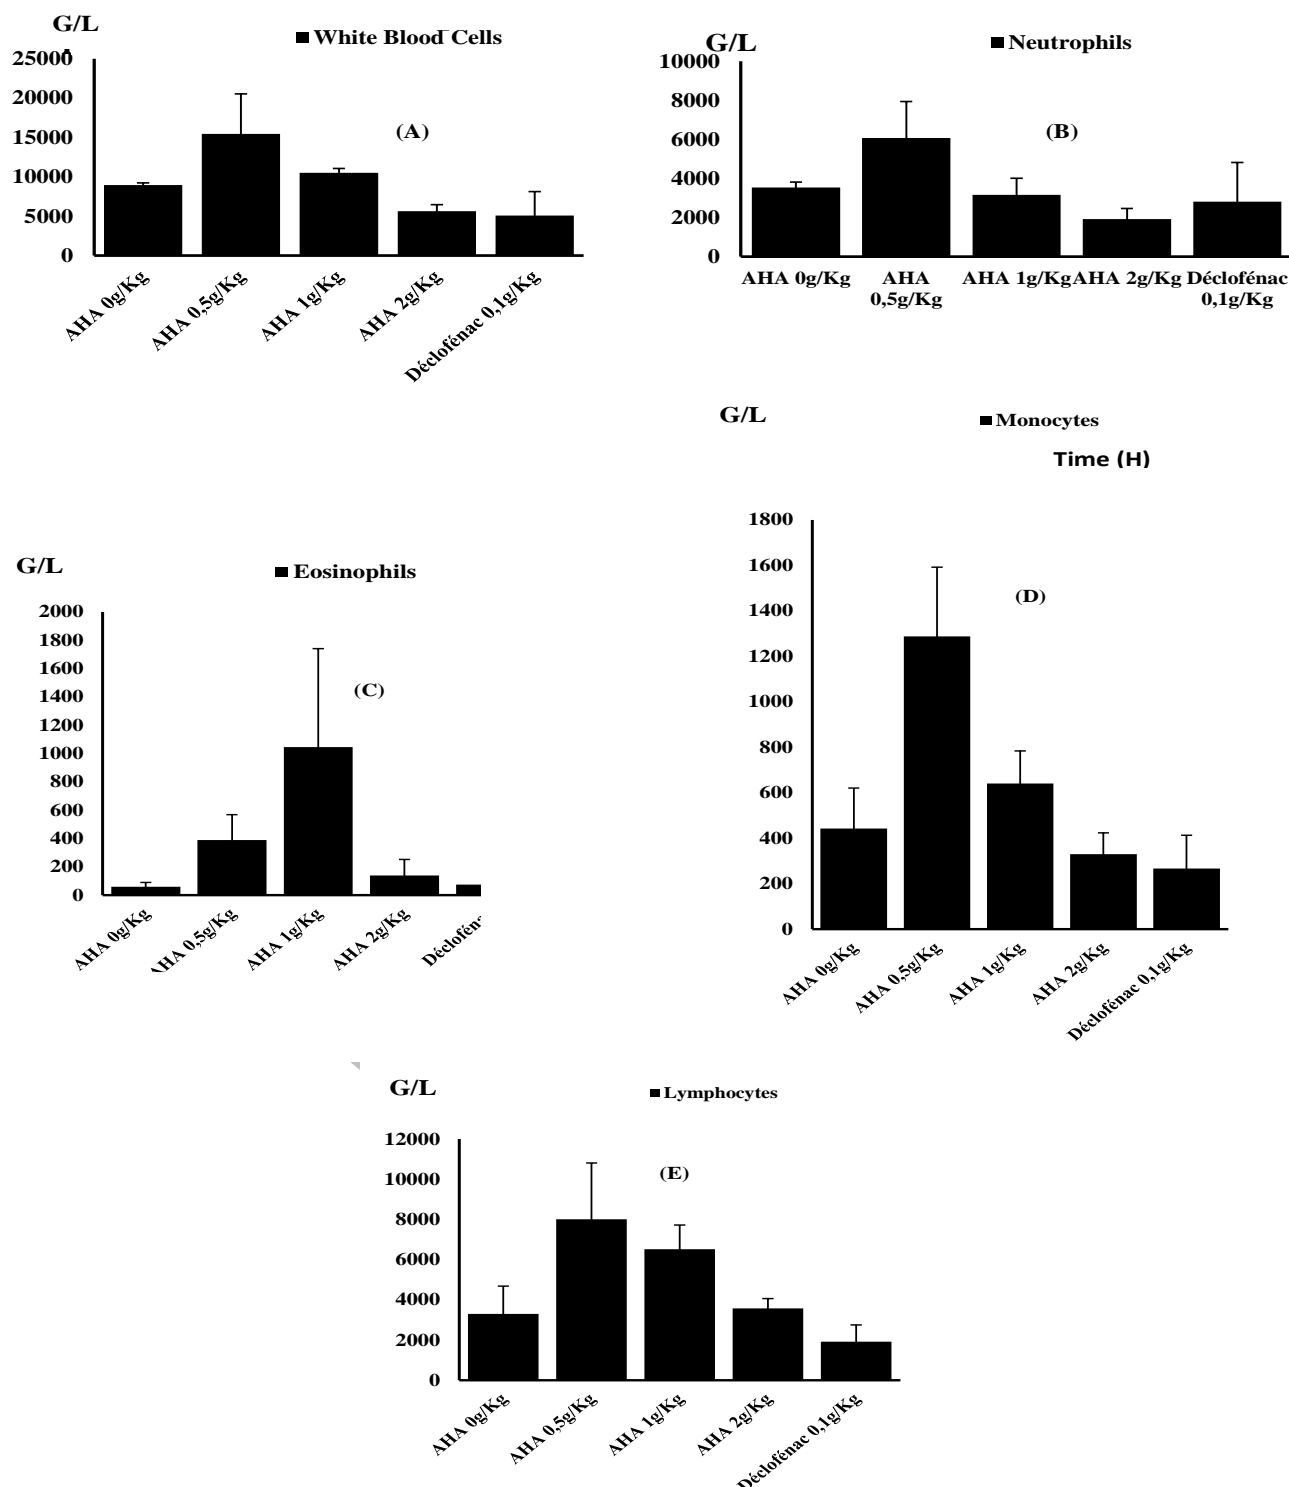 G/L
White Blood Cells
25000
20000
15000
10000
5000
0
(A)
AHA 0g/Kg
AHA 0,5g/Kg
AHA 1g/Kg
AHA 2g/Kg
Déclofénac 0,1g/Kg
G/L
Neutrophils
10000
8000
6000
4000
2000
0
(B)
AHA 0g/Kg
AHA
0,5g/Kg
AHA 1g/Kg
AHA 2g/Kg
Déclofénac
0,1g/Kg
G/L
Eosinophils
2000
1800
1600
1400
1200
1000
800
600
400
200
0
(C)
AHA 0g/Kg
AHA 0,5g/Kg
AHA 1g/Kg
AHA 2g/Kg
Déclofén
G/L
Monocytes
Time (H)
1800
1600
1400
1200
1000
800
600
400
200
0
(D)
AHA 0g/Kg
AHA 0,5g/Kg
AHA 1g/Kg
AHA 2g/Kg
Déclofénac 0,1g/Kg
G/L
Lymphocytes
12000
10000
8000
6000
4000
2000
0
(E)
AHA 0g/Kg
AHA 0,5g/Kg
AHA 1g/Kg
AHA 2g/Kg
Déclofénac 0,1g/Kg